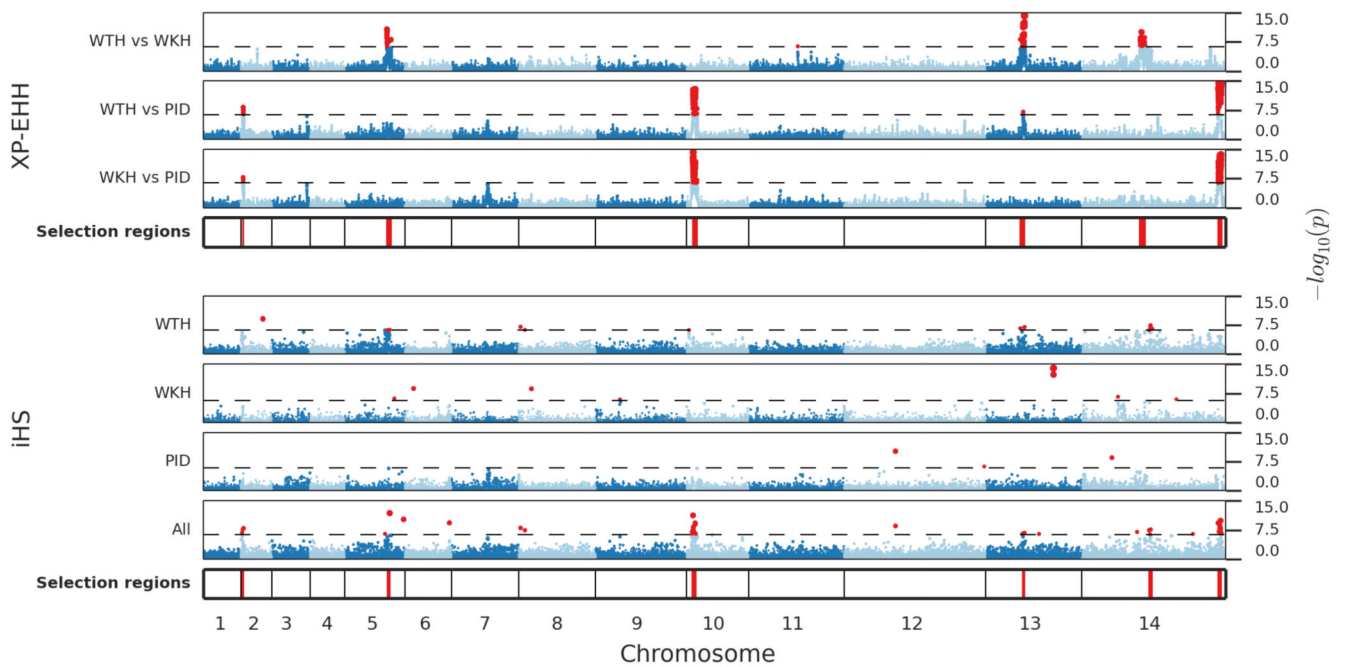 XP-EHH
WTH vs WKH
15.0
7.5
0.0
WTH vs PID
15.0
7.5
0.0
WKH vs PID
15.0
7.5
0.0
Selection regions
−log10(p)
iHS
WTH
15.0
7.5
0.0
WKH
15.0
7.5
0.0
PID
15.0
7.5
0.0
All
15.0
7.5
0.0
Selection regions
1 2 3 4 5 6 7 8 9 10 11 12 13 14
Chromosome